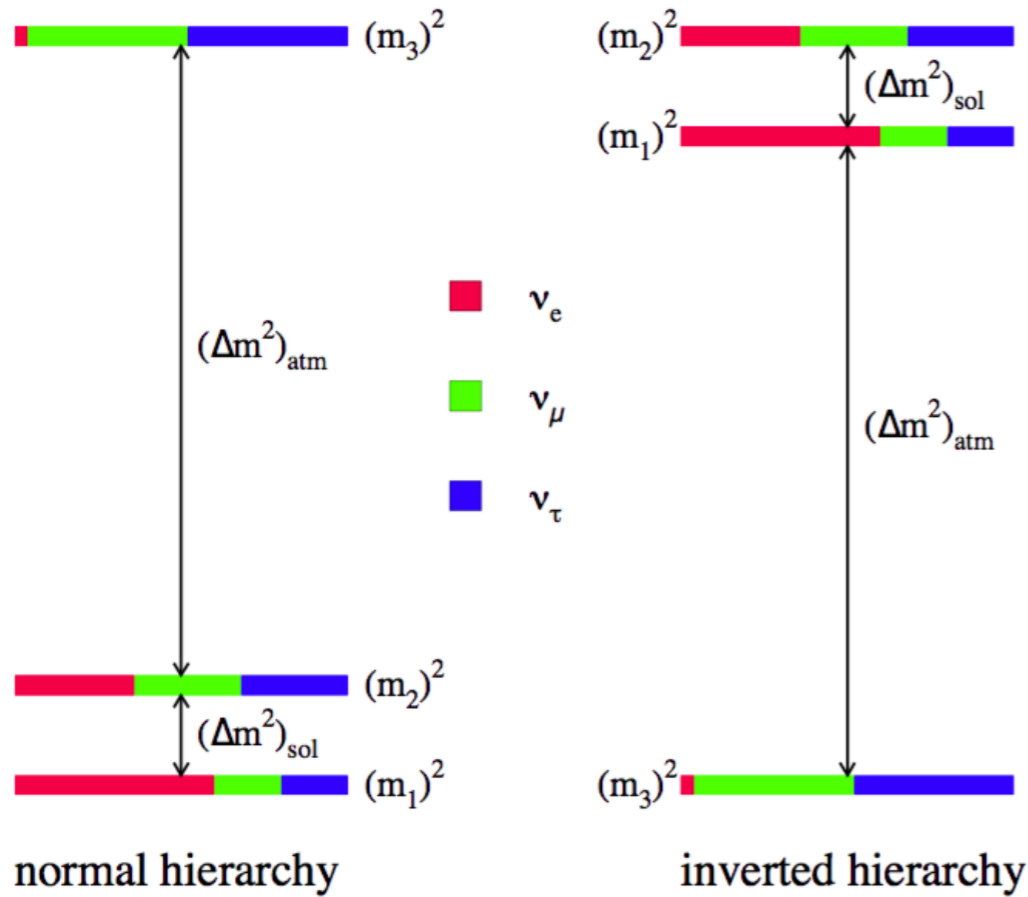 (m₃)²
(Δm²)atm
(m₂)²
(Δm²)sol
(m₁)²
normal hierarchy
νe
νμ
ντ
(m₂)²
(Δm²)sol
(m₁)²
(Δm²)atm
(m₃)²
inverted hierarchy